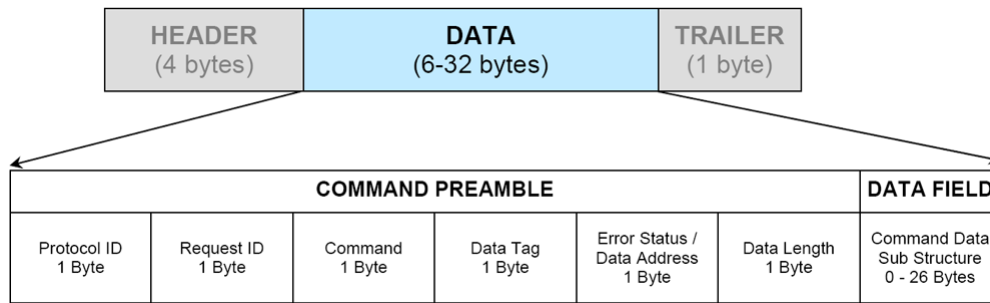 HEADER
(4 bytes)
DATA
(6-32 bytes)
TRAILER
(1 byte)
COMMAND PREAMBLE
DATA FIELD
Protocol ID
1 Byte
Request ID
1 Byte
Command
1 Byte
Data Tag
1 Byte
Error Status /
Data Address
1 Byte
Data Length
1 Byte
Command Data
Sub Structure
0 - 26 Bytes